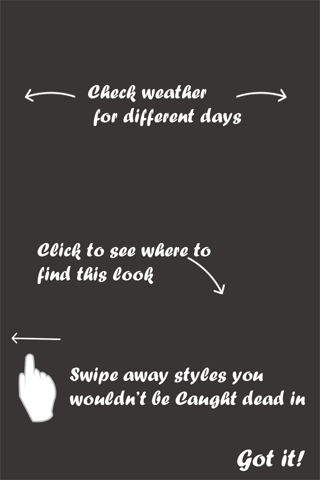 Check weather
for different days
Click to see where to
find this look
Swipe away styles you
wouldn't be Caught dead in
Got it!